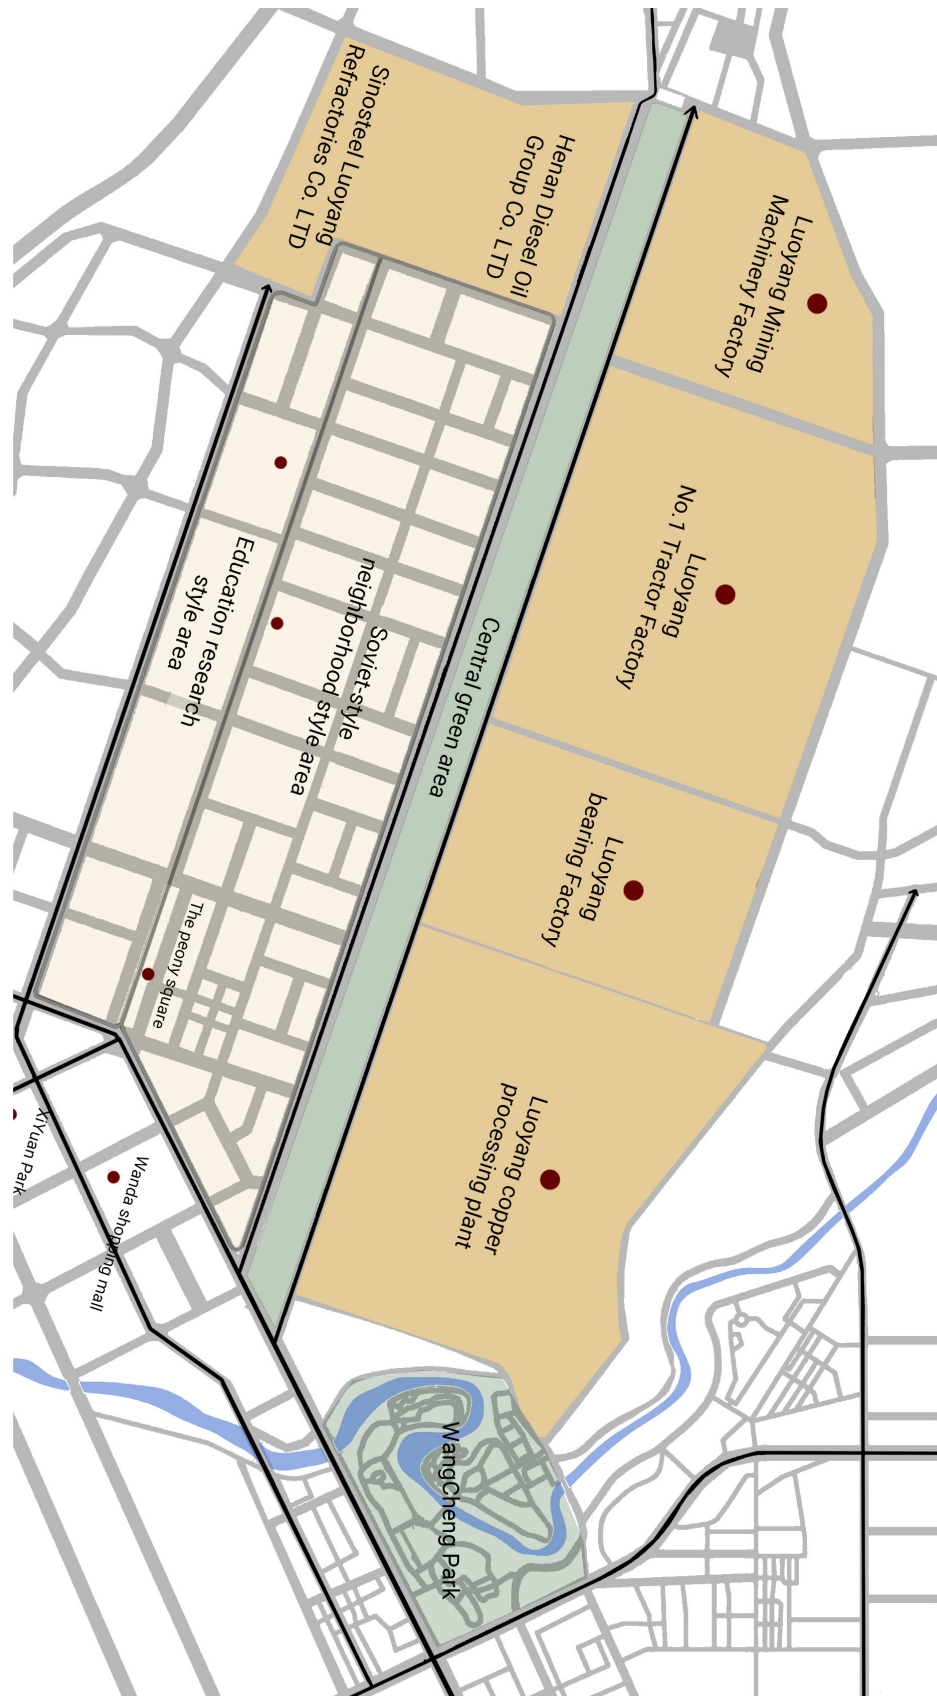 Sinosteel Luoyang
Refractories Co. LTD
Henan Diesel Oil
Group Co. LTD
Luoyang Mining
Machinery Factory
Luoyang
No.1 Tractor Factory
Education research
style area
Soviet-style
neighborhood style area
Central green area
Luoyang
bearing Factory
The peony square
Luoyang copper
processing plant
XiYuan Park
Wanda shopping mall
WangCheng Park